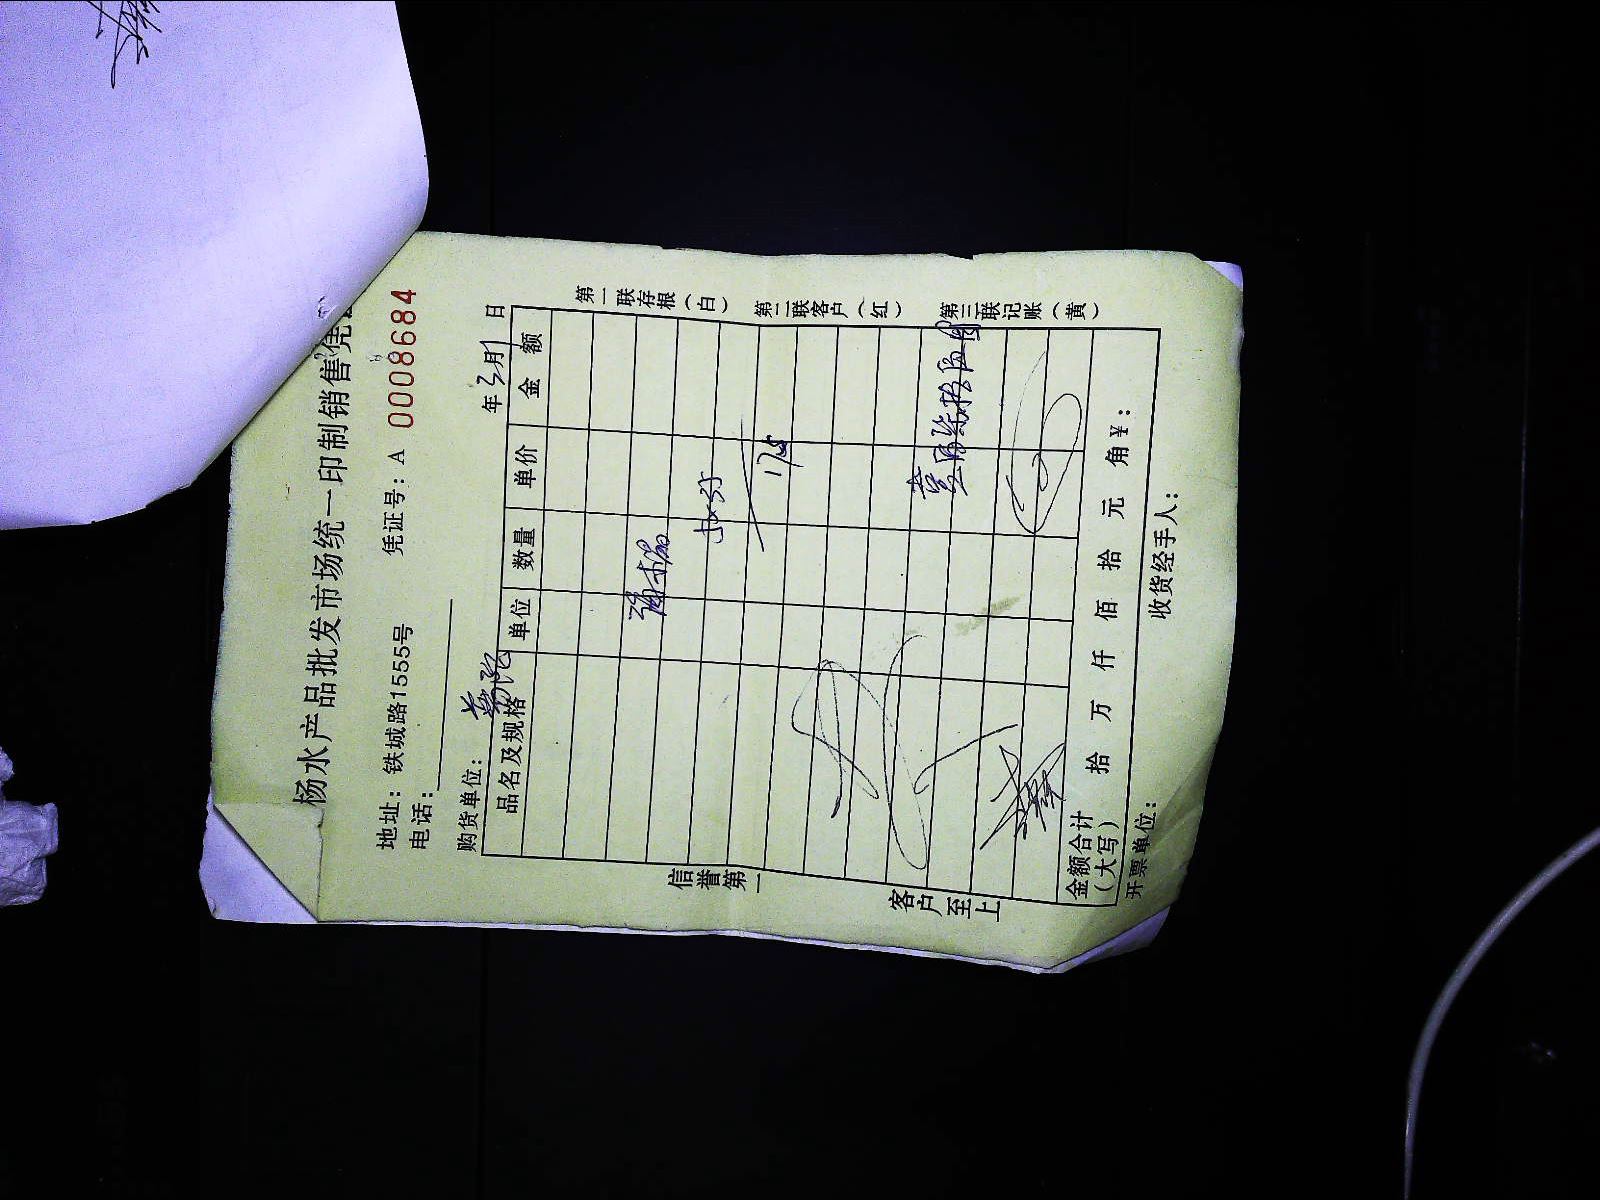 杨水产品批发市场统一印制销售凭
地址：铁城路1555号 凭证号：A 0008684
电话：
购货单位： 年 3 月 1 日
品名及规格 单位 数量 单价 金额
5×35
175
金额合计（大写） 拾 万 仟 佰 拾 元 角 ¥：
开票单位： 收货经手人：
信誉第一
客户至上
第一联存根（白）
第二联客户（红）
第三联记账（黄）